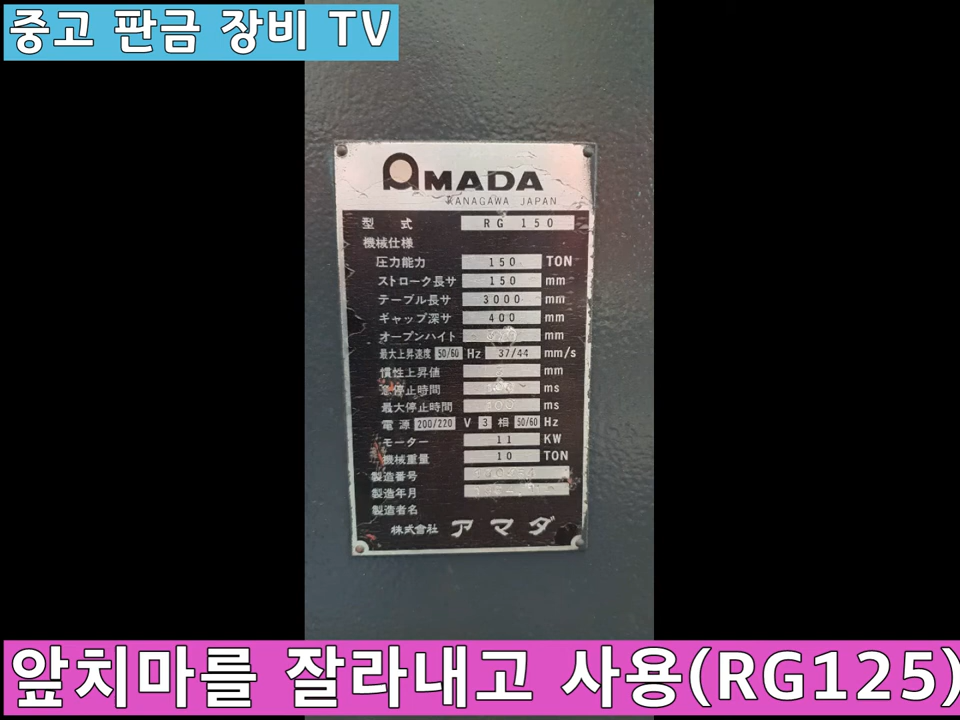 중고 판금 장비 TV
AMADA
KANAGAWA JAPAN
型式 RG 150
機械仕様
圧力能力 150 TON
ストローク長サ 150 mm
テーブル長サ 3000 mm
ギャップ深サ 400 mm
オープンハイト mm
最大上昇速度 50/60 Hz 37/44 mm/s
慣性上昇値 mm
急停止時間 ms
最大停止時間 ms
電源 200/220 V 3 相 50/60 Hz
モーター 11 KW
機械重量 10 TON
製造番号
製造年月
製造者名
株式會社 アマダ
앞치마를 잘라내고 사용(RG125)